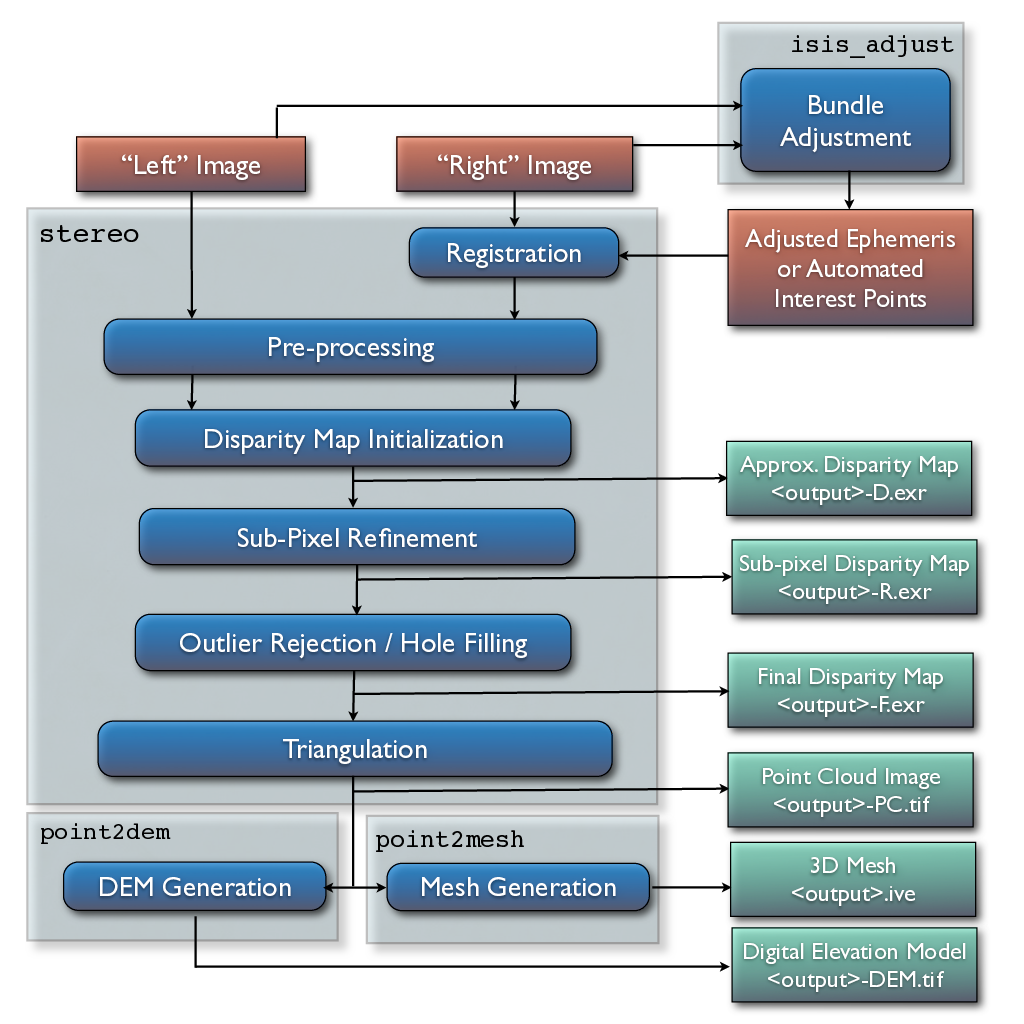 isis_adjust
Bundle
Adjustment
“Left” Image
“Right” Image
stereo
Registration
Adjusted Ephemeris
or Automated
Interest Points
Pre-processing
Disparity Map Initialization
Approx. Disparity Map
<output>-D.exr
Sub-Pixel Refinement
Sub-pixel Disparity Map
<output>-R.exr
Outlier Rejection / Hole Filling
Final Disparity Map
<output>-F.exr
Triangulation
Point Cloud Image
<output>-PC.tif
point2dem
point2mesh
DEM Generation
Mesh Generation
3D Mesh
<output>.ive
Digital Elevation Model
<output>-DEM.tif